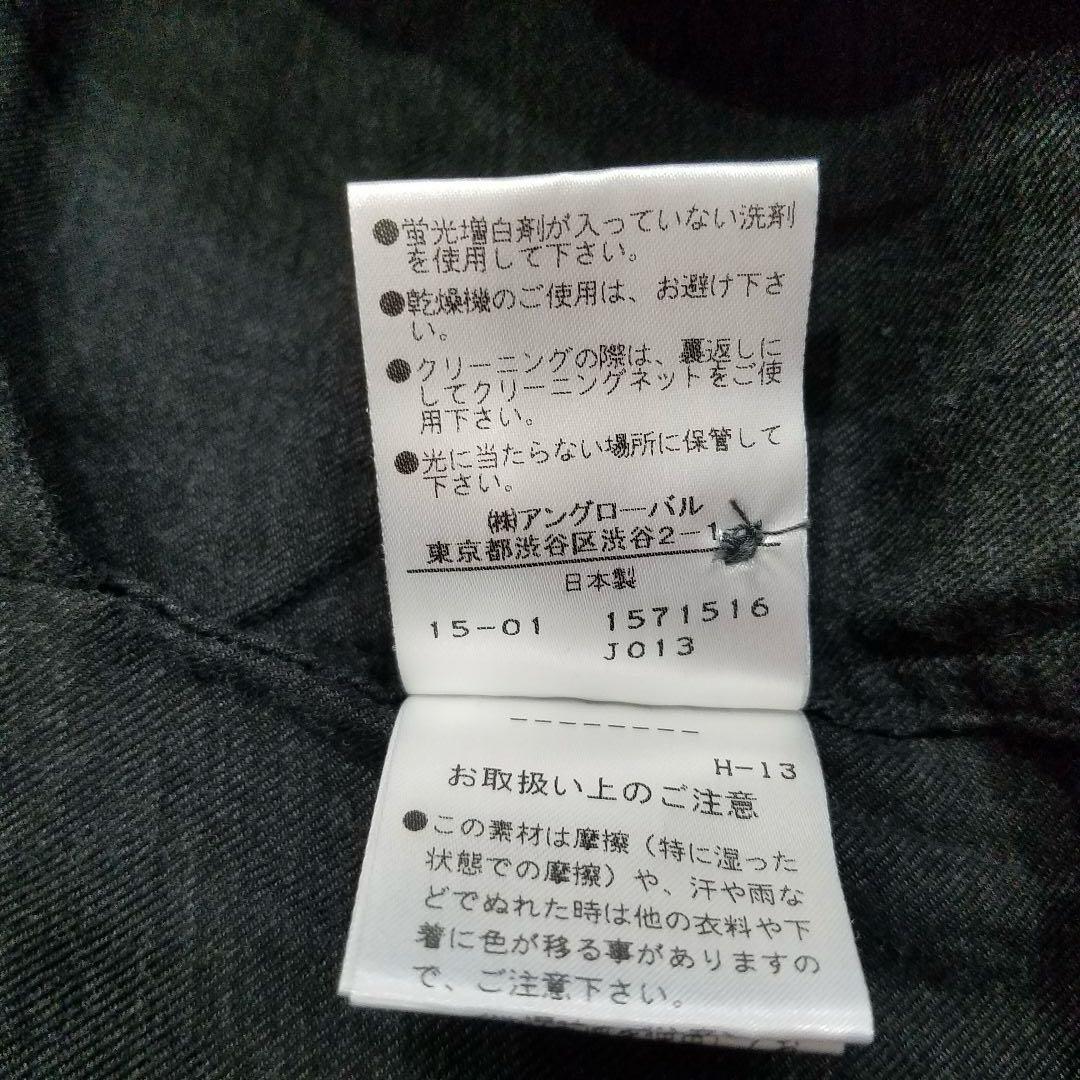 ●蛍光増白剤が入っていない洗剤
を使用して下さい。
●乾燥機のご使用は、お避け下さ
い。
●クリーニングの際は、裏返しに
してクリーニングネットをご使
用下さい。
●光に当たらない場所に保管して
下さい。
㈱アングローバル
東京都渋谷区渋谷2-1
日本製
15-01 1571516
J013
-------
H-13
お取扱い上のご注意
●この素材は摩擦（特に湿った
状態での摩擦）や、汗や雨な
どでぬれた時は他の衣料や下
着に色が移る事がありますの
で、ご注意下さい。